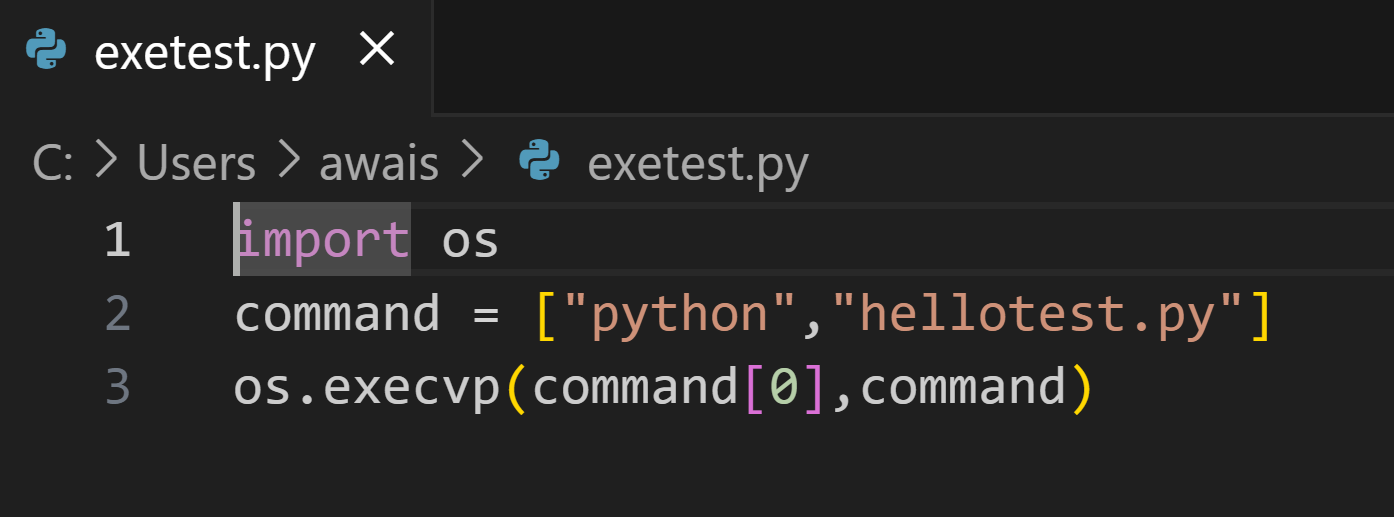 exetest.py
C: > Users > awais > exetest.py
1 import os
2 command = ["python","hellotest.py"]
3 os.execvp(command[0],command)